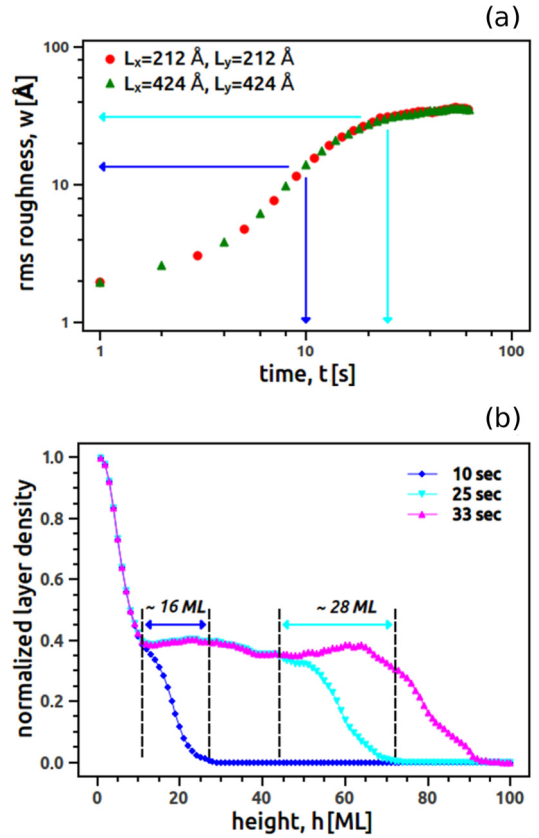 (a)
Lx=212 Å, Ly=212 Å
Lx=424 Å, Ly=424 Å
rms roughness, w[Å]
100
10
1
1
10
100
time, t[s]
(b)
normalized layer density
1.0
0.8
0.6
0.4
0.2
0.0
10 sec
25 sec
33 sec
~ 16 ML
~ 28 ML
0
20
40
60
80
100
height, h[ML]